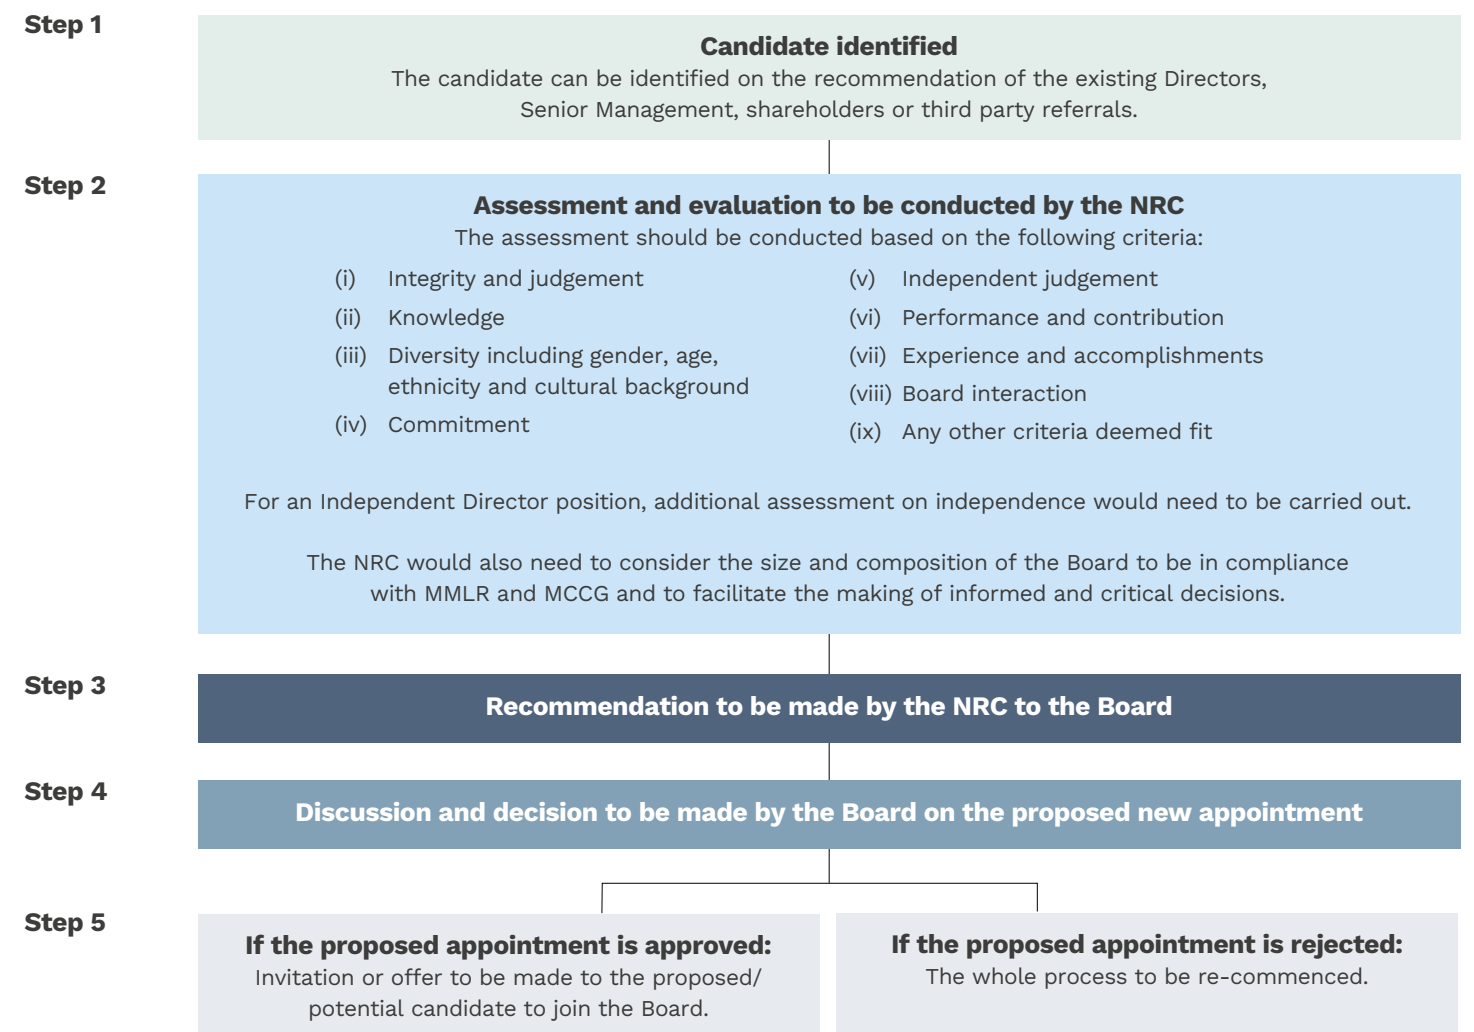 Step 1
Candidate identified
The candidate can be identified on the recommendation of the existing Directors,
Senior Management, shareholders or third party referrals.
Step 2
Assessment and evaluation to be conducted by the NRC
The assessment should be conducted based on the following criteria:
(i) Integrity and judgement
(ii) Knowledge
(iii) Diversity including gender, age,
ethnicity and cultural background
(iv) Commitment
(v) Independent judgement
(vi) Performance and contribution
(vii) Experience and accomplishments
(viii) Board interaction
(ix) Any other criteria deemed fit
For an Independent Director position, additional assessment on independence would need to be carried out.
The NRC would also need to consider the size and composition of the Board to be in compliance
with MMLR and MCCG and to facilitate the making of informed and critical decisions.
Step 3
Recommendation to be made by the NRC to the Board
Step 4
Discussion and decision to be made by the Board on the proposed new appointment
Step 5
If the proposed appointment is approved:
Invitation or offer to be made to the proposed/
potential candidate to join the Board.
If the proposed appointment is rejected:
The whole process to be re-commenced.